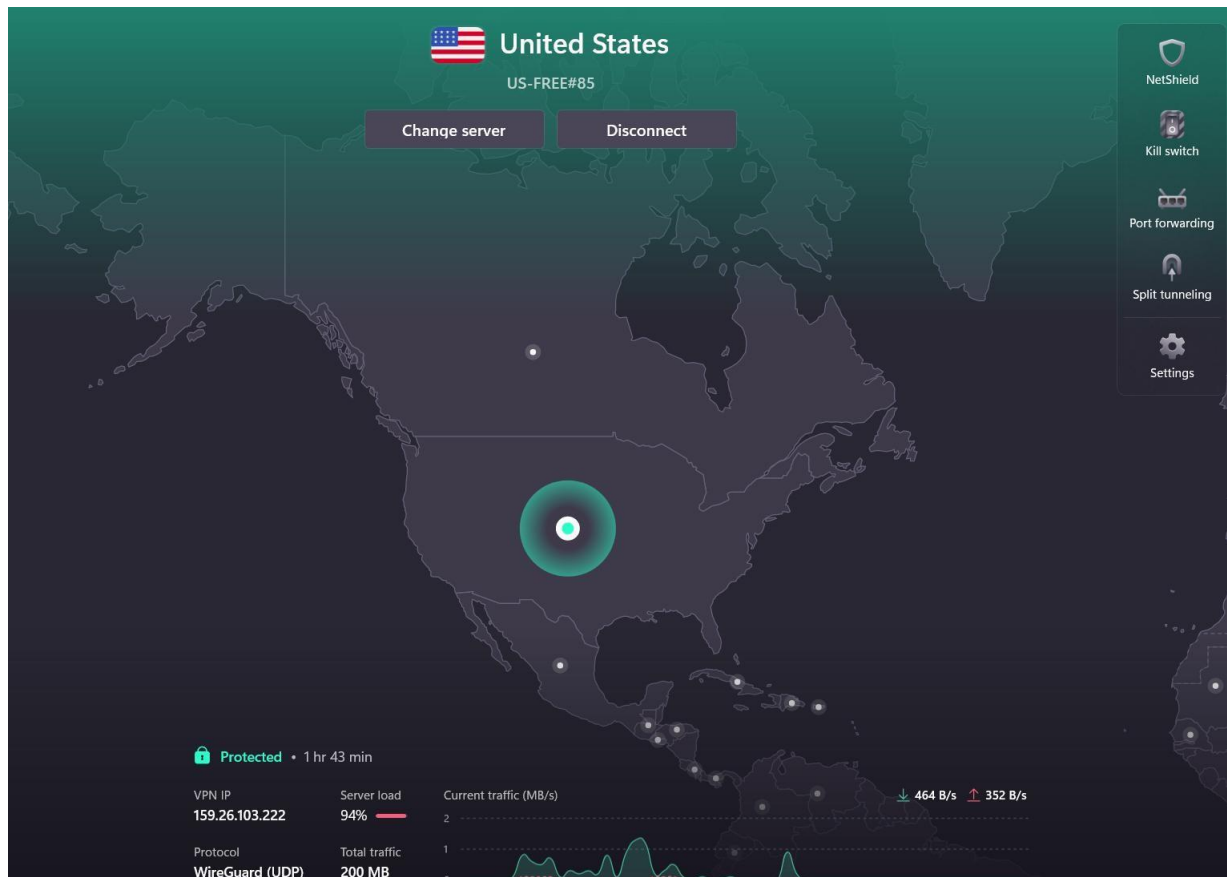 United States
US-FREE#85
Change server
Disconnect
NetShield
Kill switch
Port forwarding
Split tunneling
Settings
Protected • 1 hr 43 min
VPN IP
159.26.103.222
Server load
94%
Protocol
WireGuard (UDP)
Total traffic
200 MB
Current traffic (MB/s)
464 B/s
352 B/s
2
1